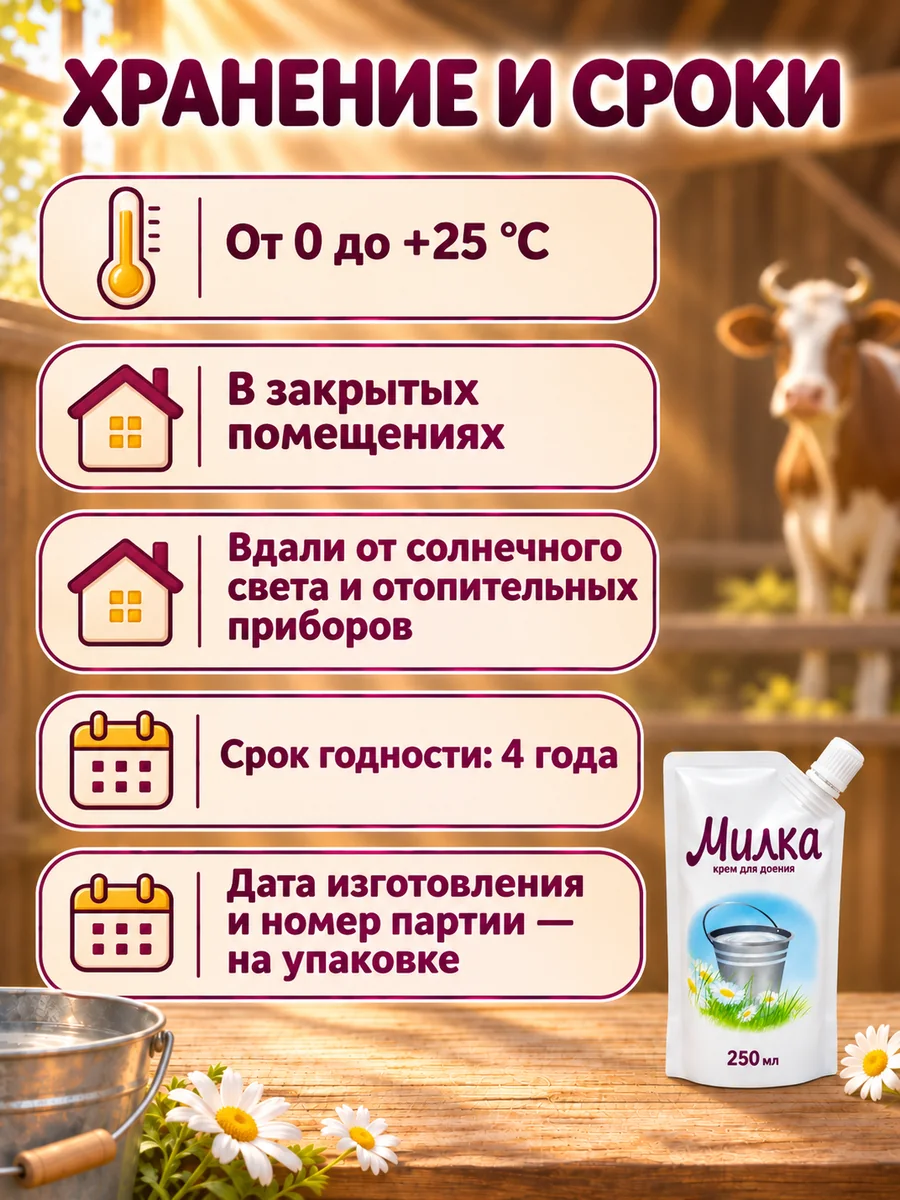 ХРАНЕНИЕ И СРОКИ
От 0 до +25 °C
В закрытых
помещениях
Вдали от солнечного
света и отопительных
приборов
Срок годности: 4 года
Дата изготовления
и номер партии —
на упаковке
Милка
крем для доения
250 мл